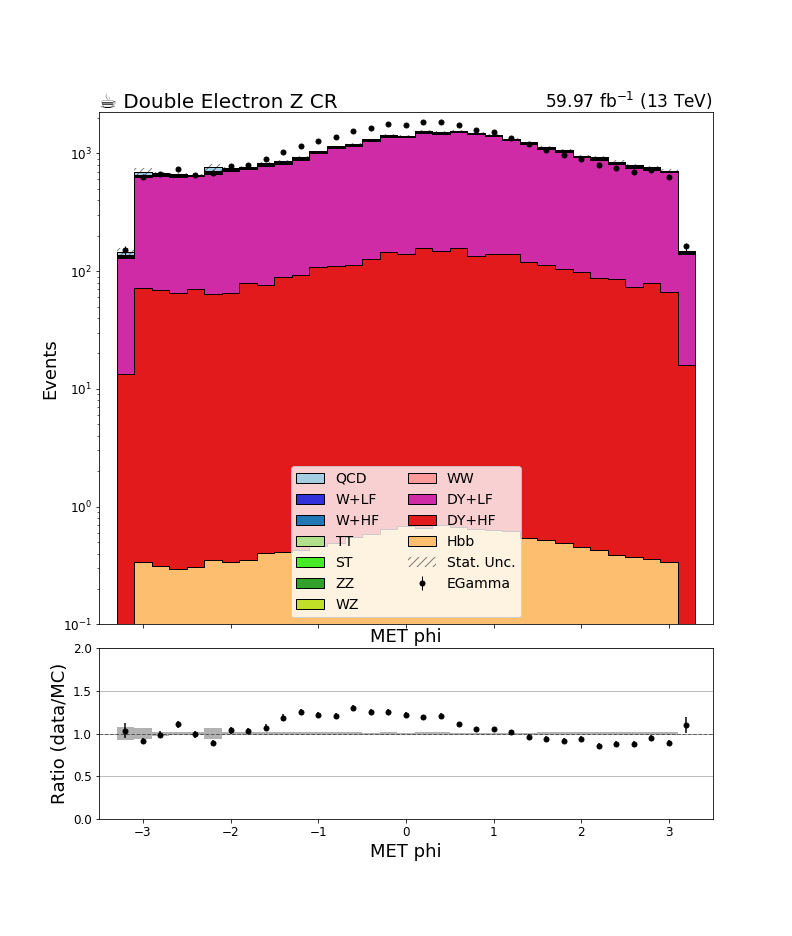 ☕ Double Electron Z CR
59.97 fb⁻¹ (13 TeV)
Events
10³
10²
10¹
10⁰
10⁻¹
QCD
W+LF
W+HF
TT
ST
ZZ
WZ
WW
DY+LF
DY+HF
Hbb
Stat. Unc.
EGamma
MET phi
Ratio (data/MC)
2.0
1.5
1.0
0.5
0.0
−3 −2 −1 0 1 2 3
MET phi